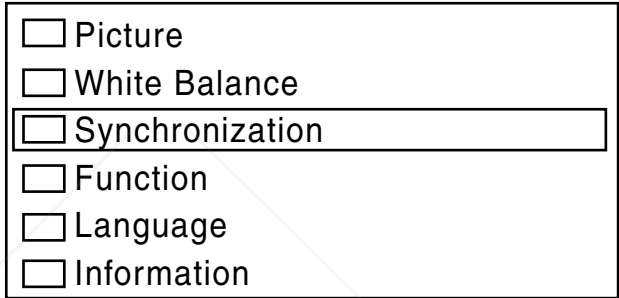 Picture
White Balance
Synchronization
Function
Language
Information